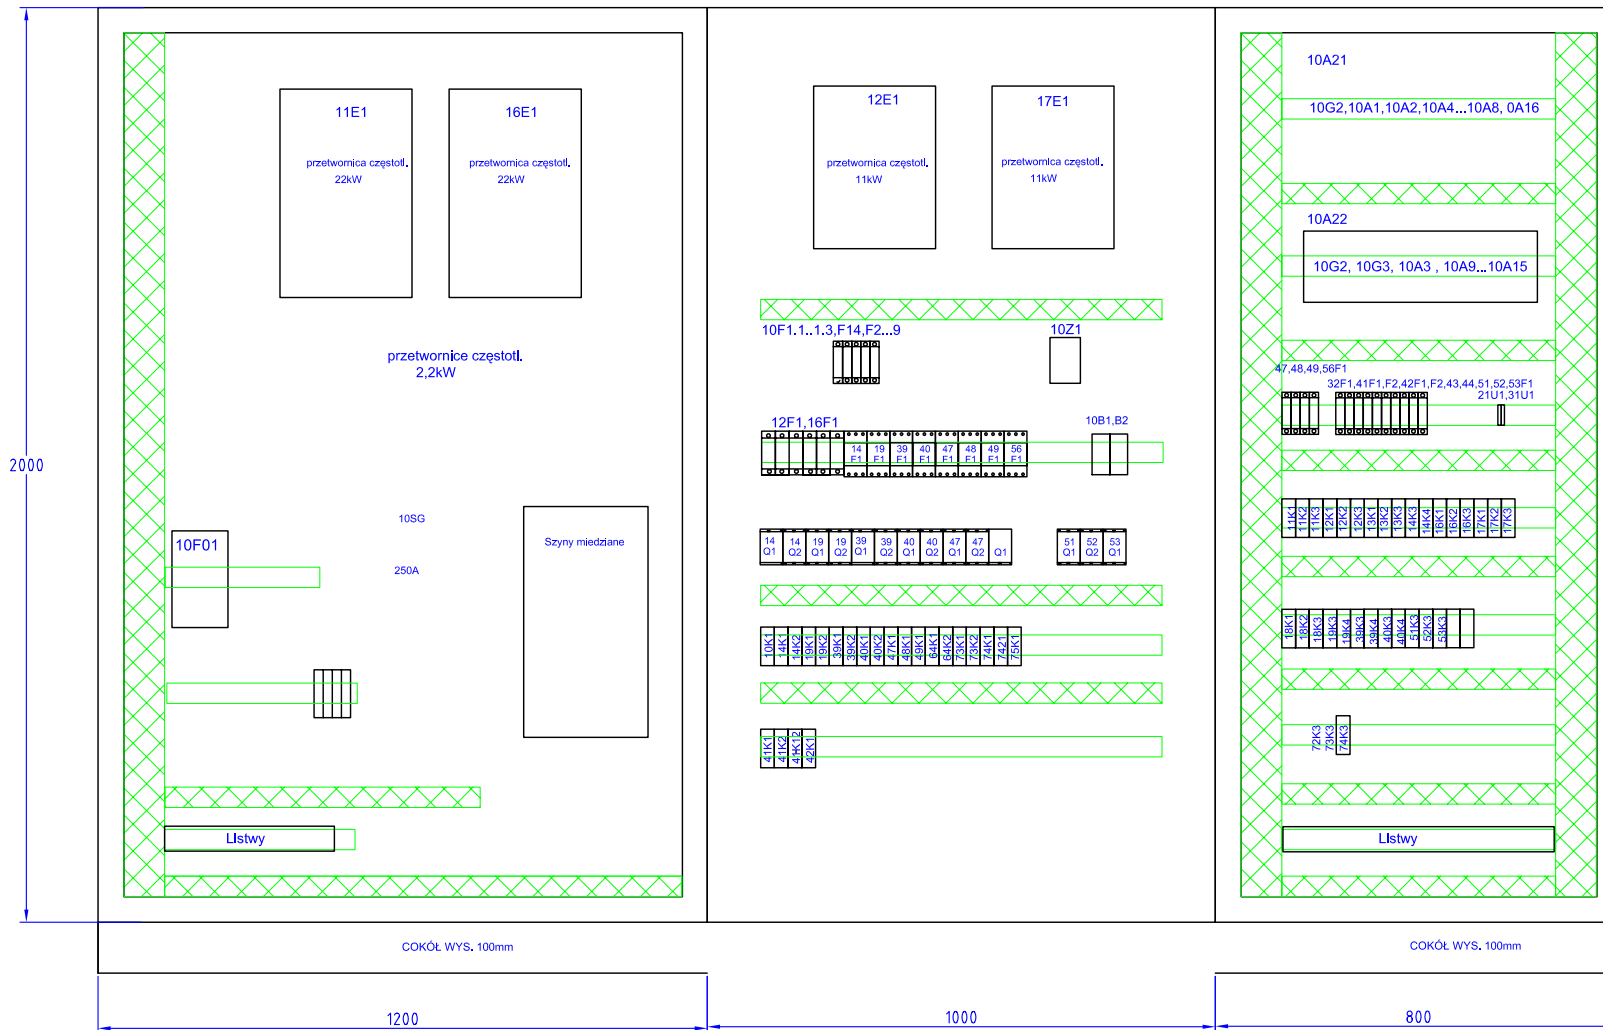 11E1
przetwornica częstotl.
22kW
16E1
przetwornica częstotl.
22kW
przetwornice częstotl.
2,2kW
10SG
250A
10F01
Szyny miedziane
Listwy
COKÓŁ WYS. 100mm
2000
1200
12E1
przetwornica częstotl.
11kW
17E1
przetwornica częstotl.
11kW
10F1.1...1.3,F14,F2...9
10Z1
12F1,16F1
14 F1
19 F1
39 F1
40 F1
47 F1
48 F1
49 F1
56 F1
10B1,B2
14 Q1
14 Q2
19 Q1
19 Q2
39 Q1
39 Q2
40 Q1
40 Q2
47 Q1
47 Q2
Q1
51 Q1
52 Q2
53 Q1
10K1
14K1
14K2
19K1
19K2
39K1
39K2
40K1
40K2
47K1
48K1
49K1
64K1
64K2
73K1
73K2
74K1
7421
75K1
41K1
41K2
41K12
42K1
1000
10A21
10G2,10A1,10A2,10A4...10A8, 0A16
10A22
10G2, 10G3, 10A3 , 10A9...10A15
47,48,49,56F1
32F1,41F1,F2,42F1,F2,43,44,51,52,53F1
21U1,31U1
11K1
11K2
11K3
12K1
12K2
12K3
13K1
13K2
13K3
14K3
14K4
16K1
16K2
16K3
17K1
17K2
17K3
18K1
18K2
18K3
19K3
19K4
39K3
39K4
40K3
40K4
51K3
52K3
53K3
72K3
73K3
74K3
Listwy
COKÓŁ WYS. 100mm
800